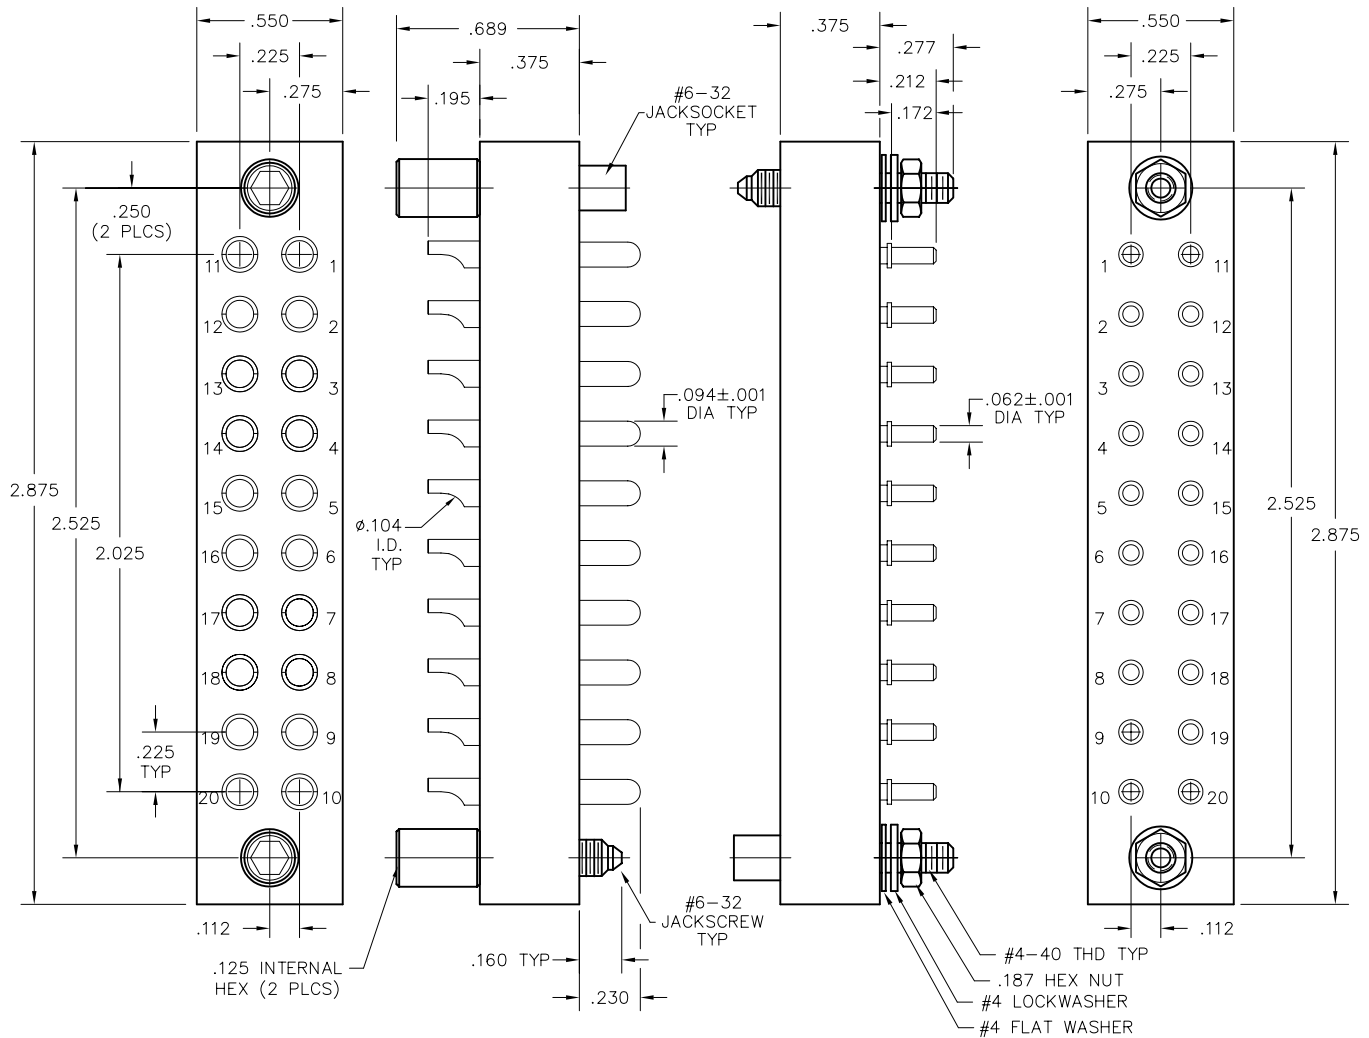 .550
.225
.275
.689
.375
.195
#6-32
JACKSOCKET
TYP
.375
.277
.212
.172
.550
.225
.275
.250
(2 PLCS)
11 1
12 2
13 3
14 4
15 5
16 6
17 7
18 8
19 9
20 10
2.875
2.525
2.025
.225
TYP
.112
.094±.001
DIA TYP
ø.104
I.D.
TYP
.125 INTERNAL
HEX (2 PLCS)
#6-32
JACKSCREW
TYP
.160 TYP
.230
.062±.001
DIA TYP
#4-40 THD TYP
.187 HEX NUT
#4 LOCKWASHER
#4 FLAT WASHER
1 11
2 12
3 13
4 14
5 15
6 16
7 17
8 18
9 19
10 20
2.525
2.875
.112